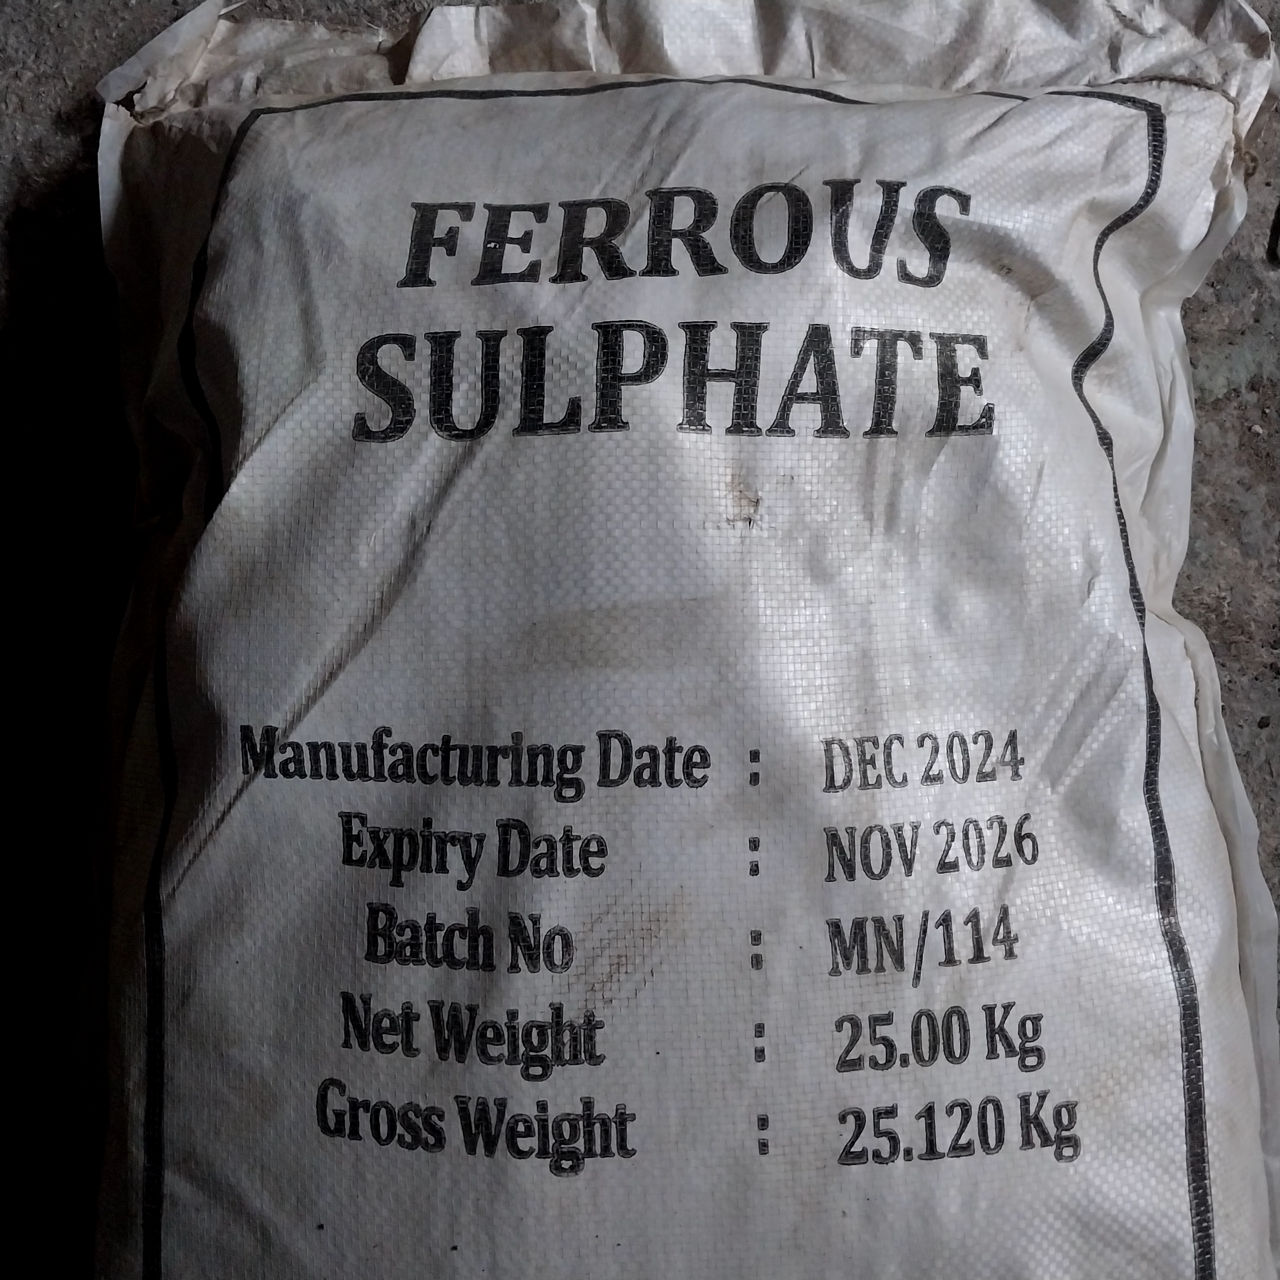 FERROUS
SULPHATE
Manufacturing Date : DEC 2024
Expiry Date : NOV 2026
Batch No : MN/114
Net Weight : 25.00 Kg
Gross Weight : 25.120 Kg